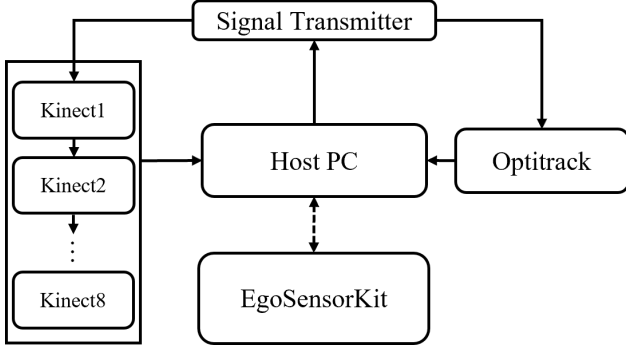 Signal Transmitter
Kinect1
Kinect2
⋮
Kinect8
Host PC
Optitrack
EgoSensorKit